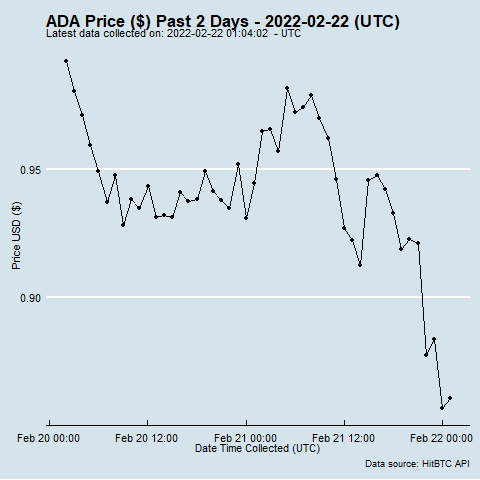 ADA Price ($) Past 2 Days - 2022-02-22 (UTC)
Latest data collected on: 2022-02-22 01:04:02 - UTC
Price USD ($)
0.95
0.90
Feb 20 00:00 Feb 20 12:00 Feb 21 00:00 Feb 21 12:00 Feb 22 00:00
Date Time Collected (UTC)
Data source: HitBTC API